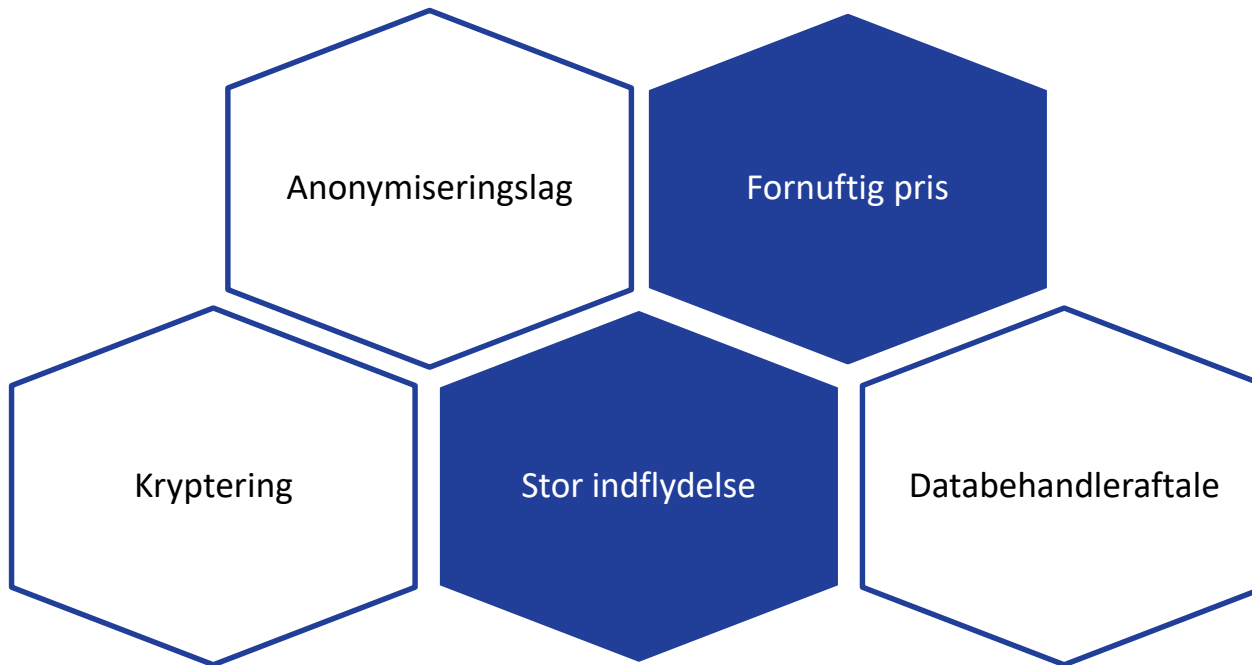 Anonymiseringslag
Fornuftig pris
Kryptering
Stor indflydelse
Databehandleraftale